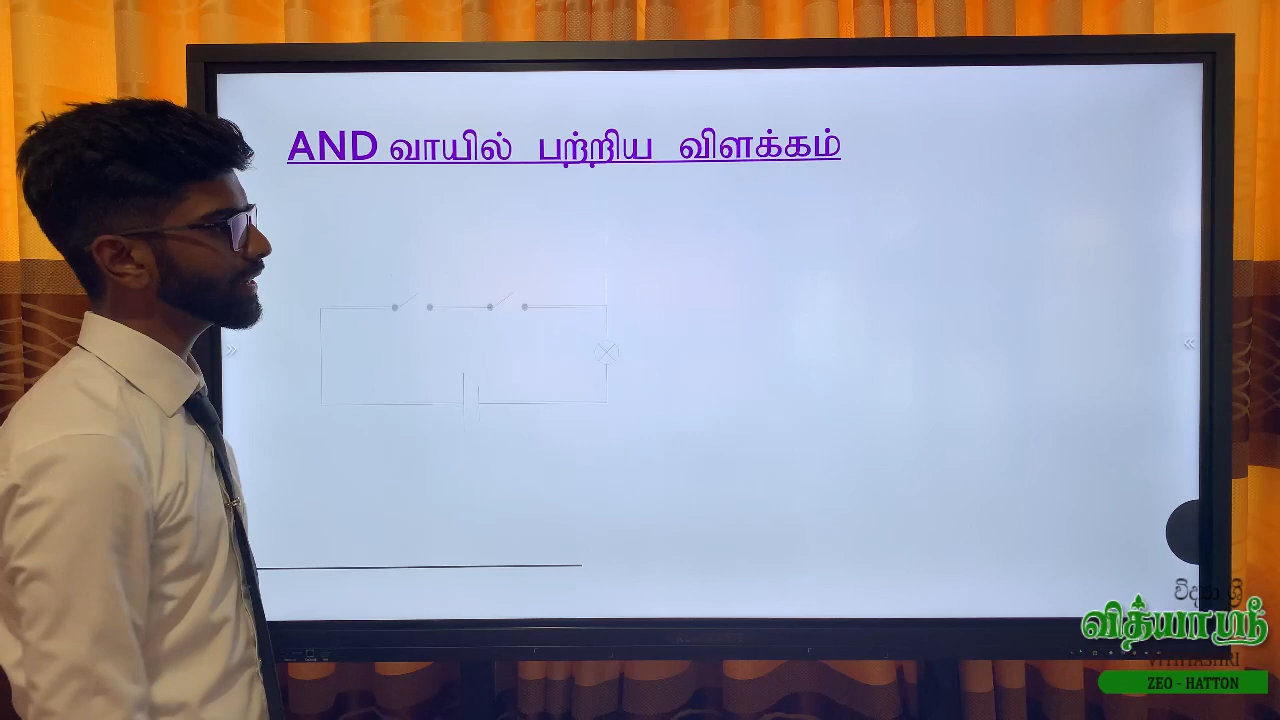 AND வாயில் பற்றிய விளக்கம்
විද්‍යා ශ්‍රී
வித்யாஸ்ரீ
VITHYASHRI
ZEO - HATTON